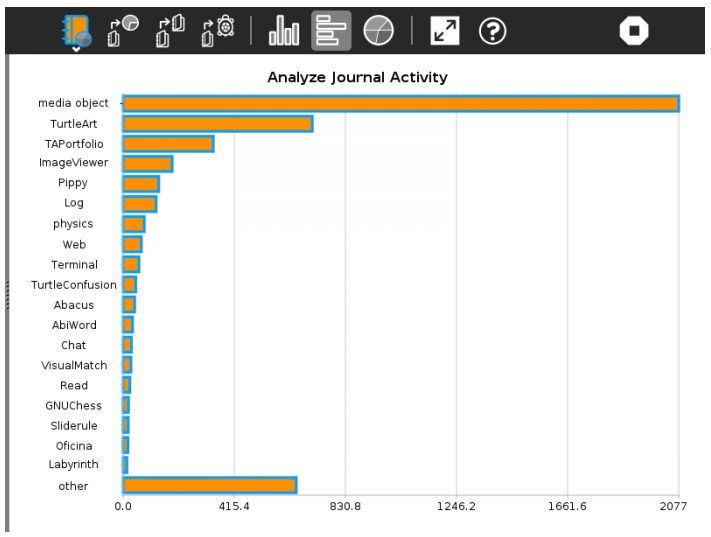 Analyze Journal Activity
media object
TurtleArt
TAPortfolio
ImageViewer
Pippy
Log
physics
Web
Terminal
TurtleConfusion
Abacus
AbiWord
Chat
VisualMatch
Read
GNUChess
Sliderule
Oficina
Labyrinth
other
0.0 415.4 830.8 1246.2 1661.6 2077